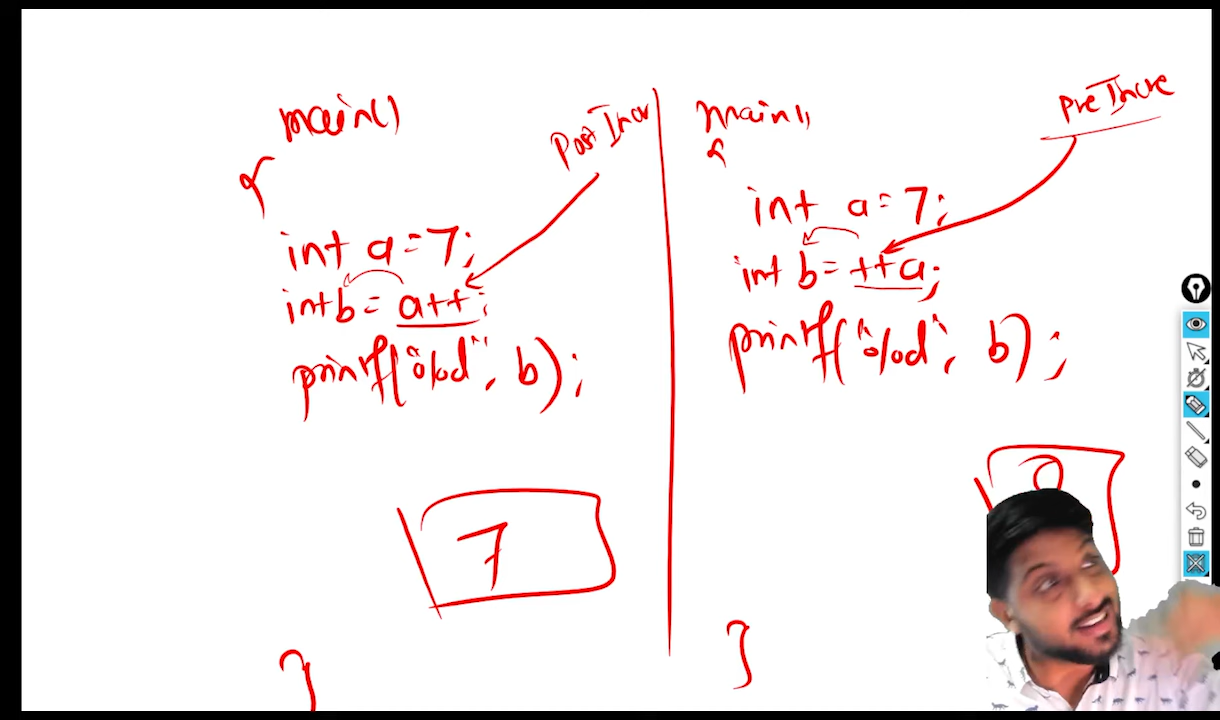 main()
{
Post Incr
int a=7;
int b= a++;
printf("%d", b);
7
}
main()
{
Pre Incre
int a=7;
int b= ++a;
printf("%d", b);
}